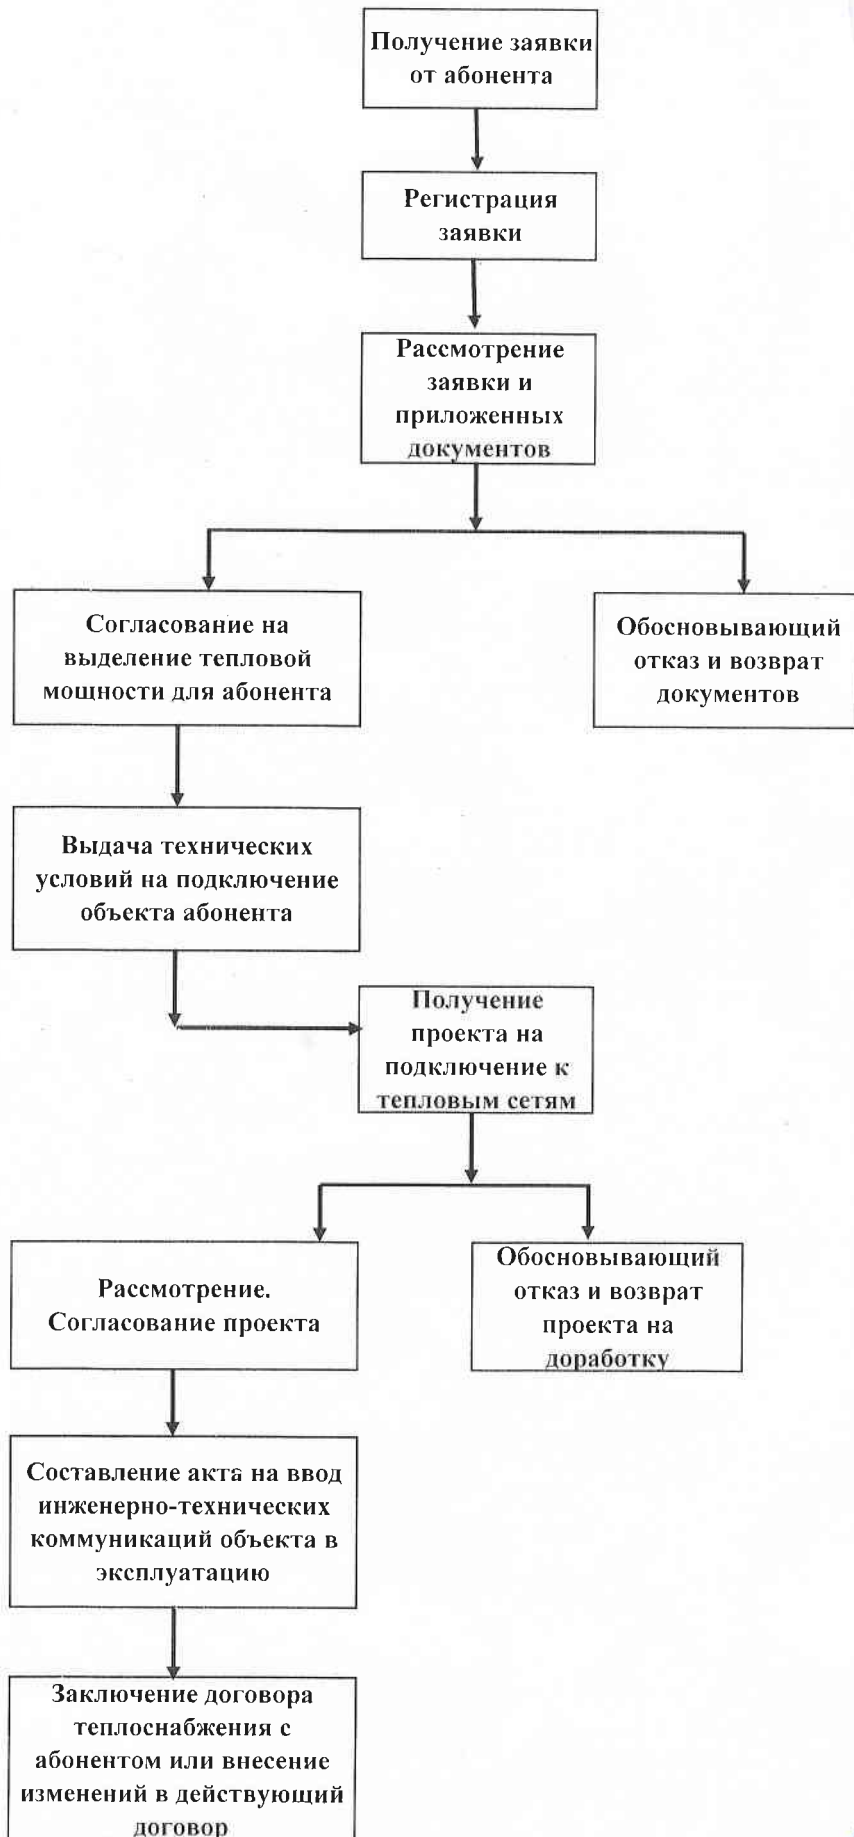 Получение заявки
от абонента
Регистрация
заявки
Рассмотрение
заявки и
приложенных
документов
Согласование на
выделение тепловой
мощности для абонента
Обосновывающий
отказ и возврат
документов
Выдача технических
условий на подключение
объекта абонента
Получение
проекта на
подключение к
тепловым сетям
Рассмотрение.
Согласование проекта
Обосновывающий
отказ и возврат
проекта на
доработку
Составление акта на ввод
инженерно-технических
коммуникаций объекта в
эксплуатацию
Заключение договора
теплоснабжения с
абонентом или внесение
изменений в действующий
договор